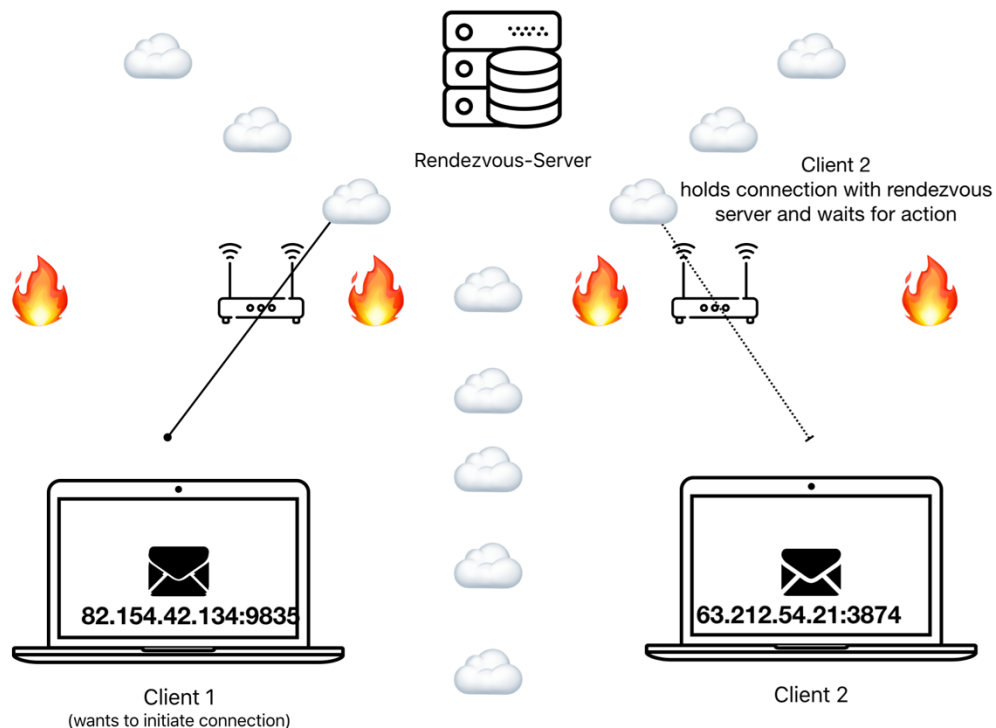 Rendezvous-Server
Client 2
holds connection with rendezvous
server and waits for action
82.154.42.134:9835
63.212.54.21:3874
Client 1
(wants to initiate connection)
Client 2